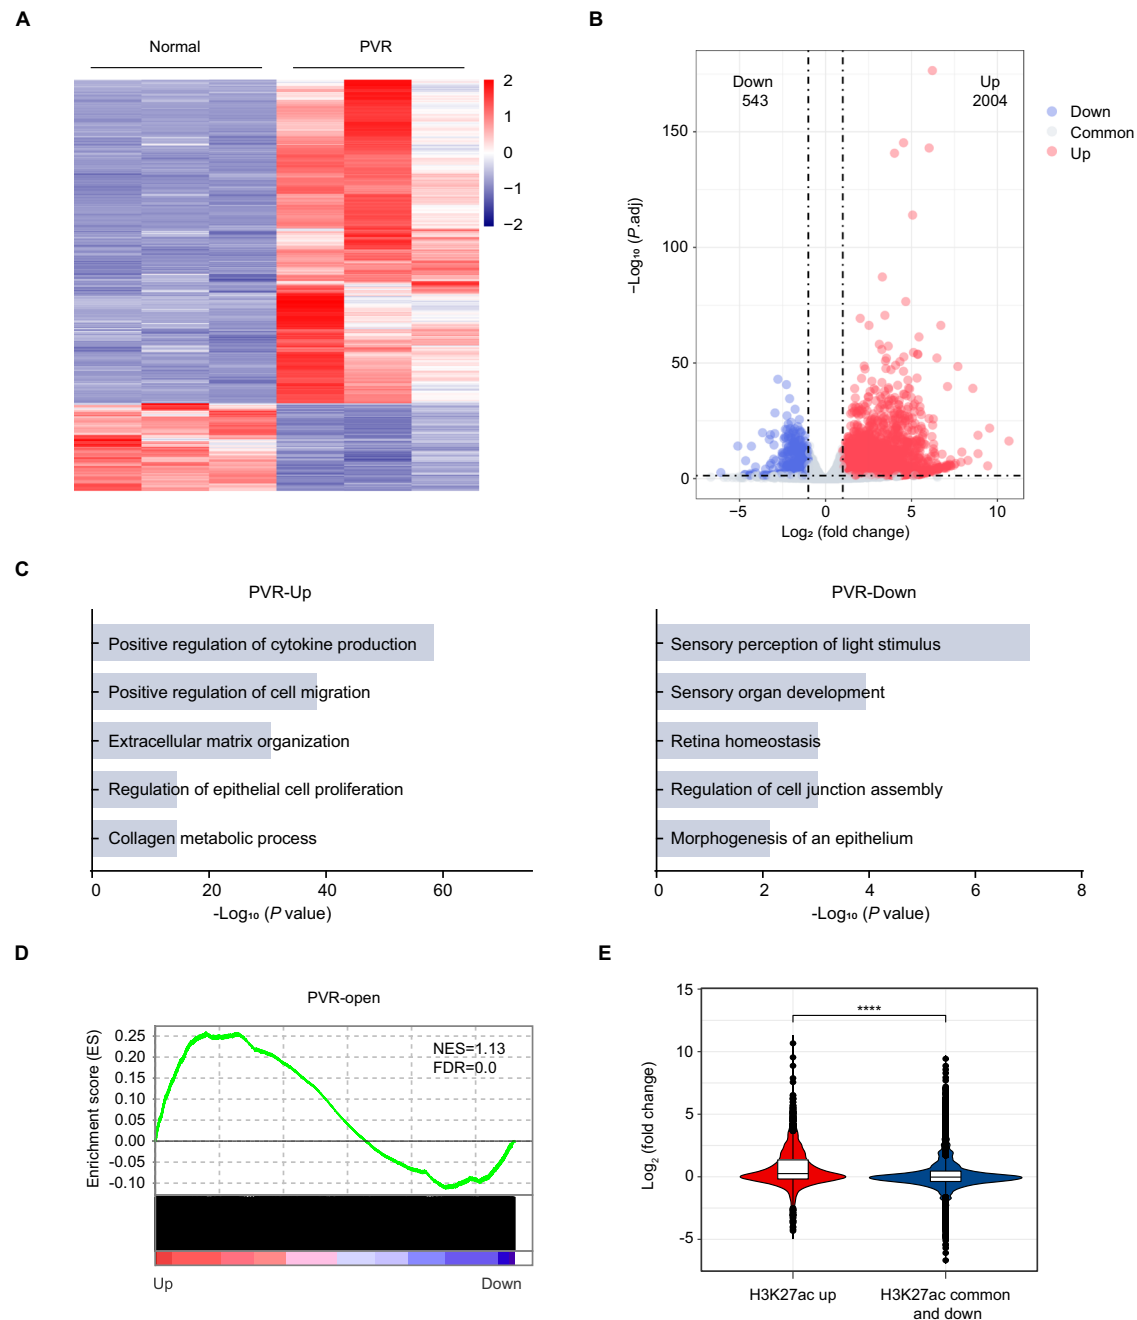 A
Normal
PVR
2
1
0
−1
−2
B
Down
543
Up
2004
Down
Common
Up
150
100
50
0
−5
0
5
10
−Log₁₀ (P.adj)
Log₂ (fold change)
C
PVR-Up
Positive regulation of cytokine production
Positive regulation of cell migration
Extracellular matrix organization
Regulation of epithelial cell proliferation
Collagen metabolic process
0
20
40
60
-Log₁₀ (P value)
PVR-Down
Sensory perception of light stimulus
Sensory organ development
Retina homeostasis
Regulation of cell junction assembly
Morphogenesis of an epithelium
0
2
4
6
8
-Log₁₀ (P value)
D
PVR-open
Enrichment score (ES)
0.25
0.20
0.15
0.10
0.05
0.00
-0.05
-0.10
NES=1.13
FDR=0.0
Up
Down
E
Log₂ (fold change)
15
10
5
0
-5
****
H3K27ac up
H3K27ac common
and down